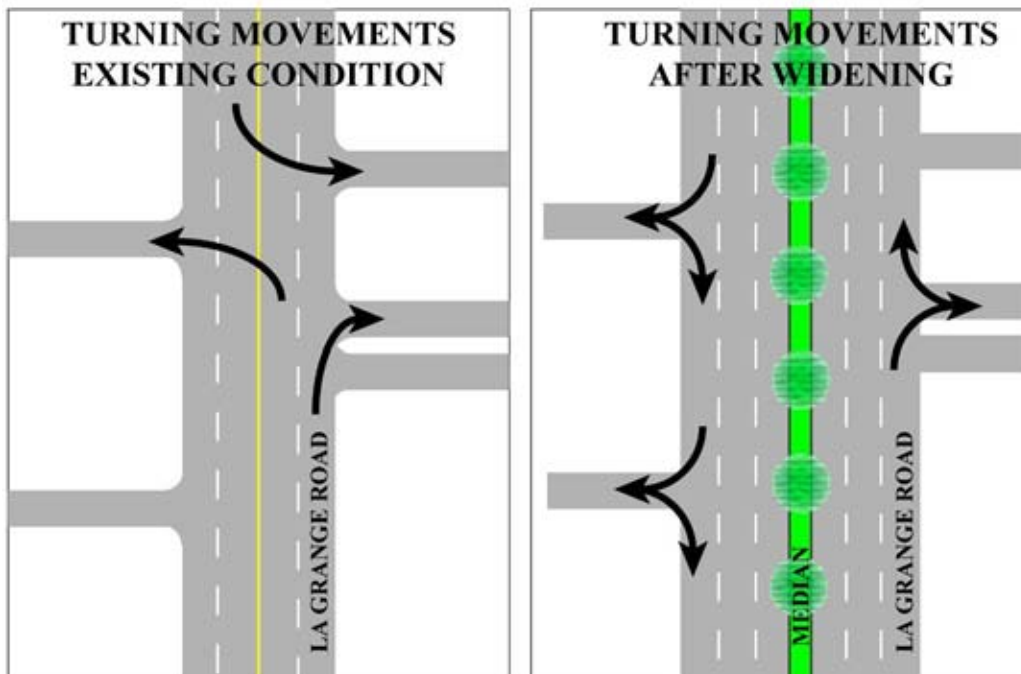 TURNING MOVEMENTS
EXISTING CONDITION
LA GRANGE ROAD
TURNING MOVEMENTS
AFTER WIDENING
MEDIAN
LA GRANGE ROAD